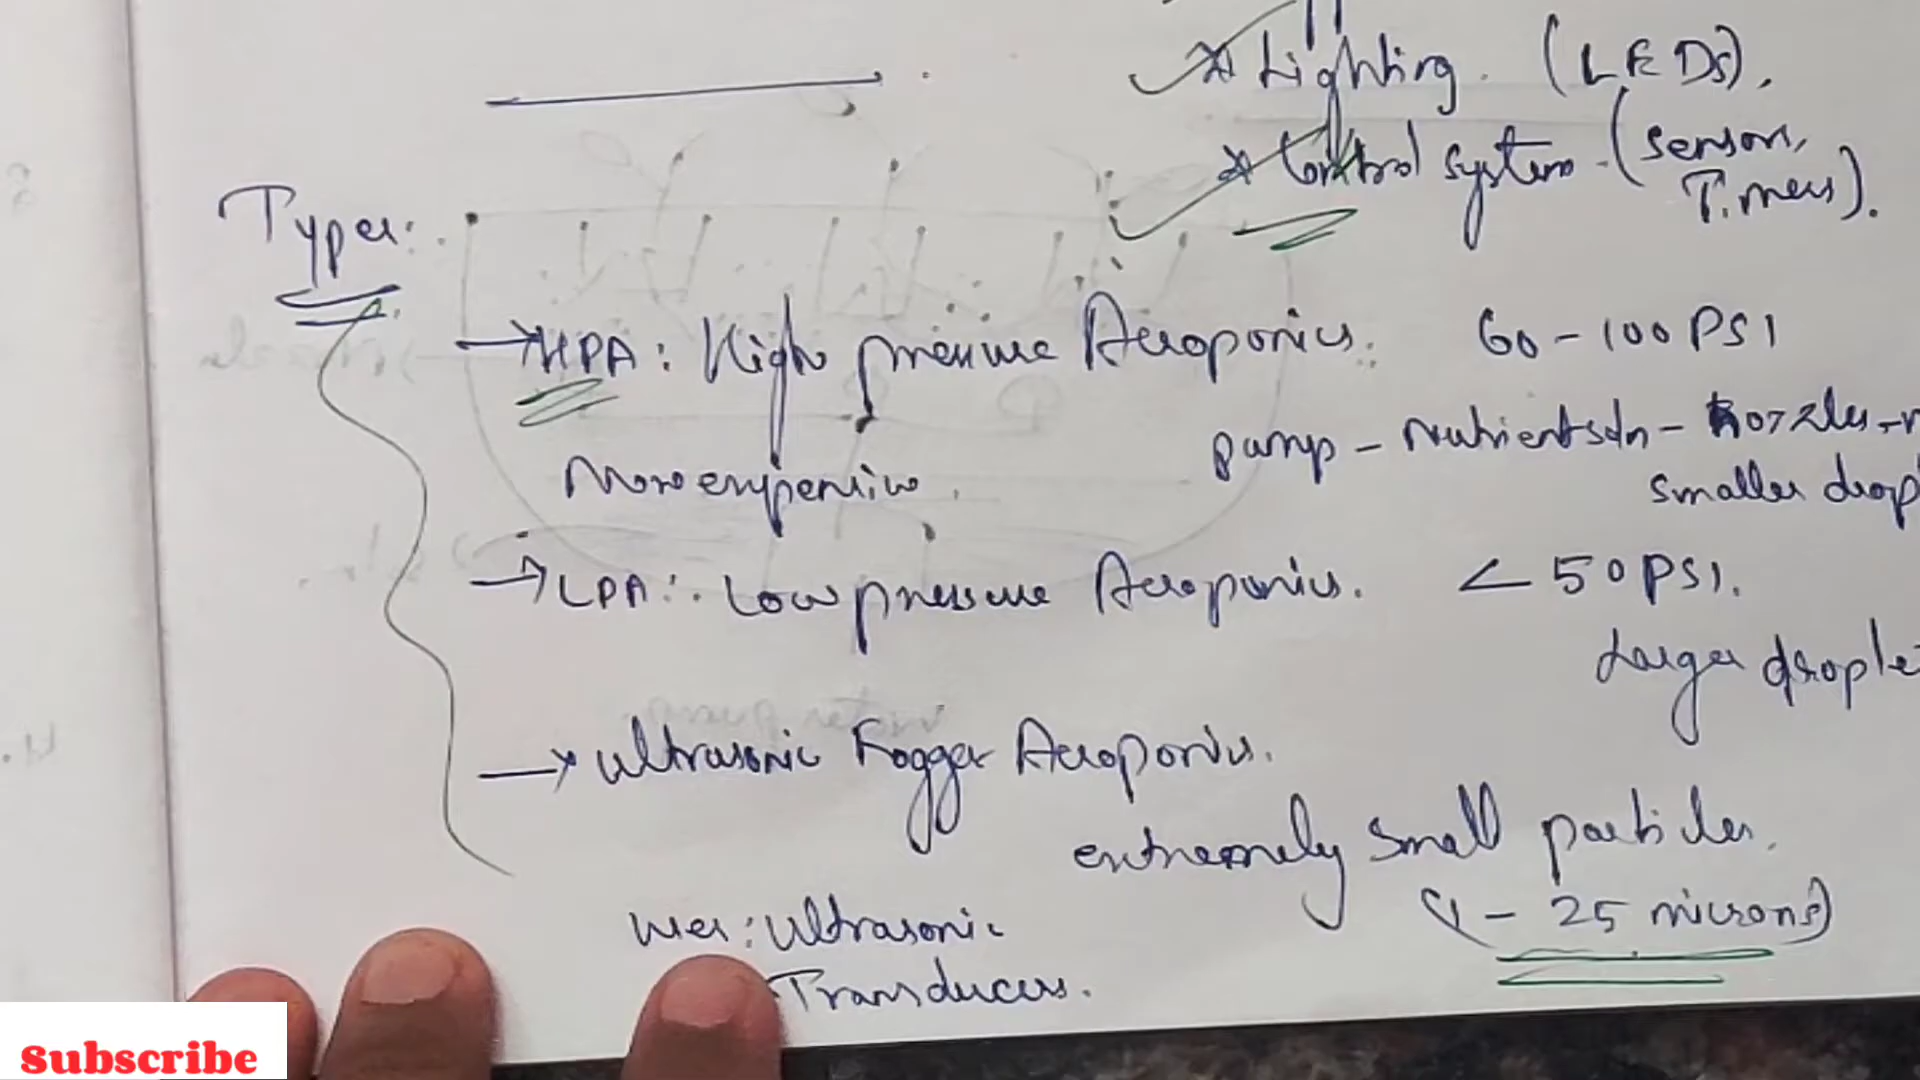 * Lighting. (LEDs).
* Control system - (Sensors, Timers).
Types:
→ HPA: High pressure Aeroponics. 60 - 100 PSI
pump - nutrient soln - Nozzles -
More expensive.
smaller drop
→ LPA: Low pressure Aeroponics. < 50 PSI.
Larger drople
→ Ultrasonic Fogger Aeroponics.
extremely small particles.
(1 - 25 microns)
Uses: Ultrasonic
Transducers.
Subscribe